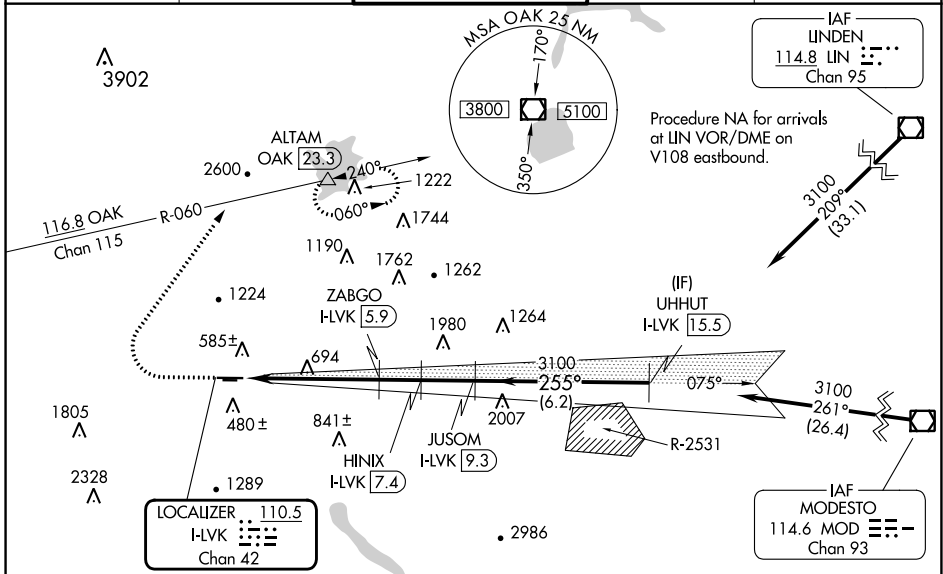 3902
MSA OAK 25 NM
170°
3800
5100
350°
IAF
LINDEN
114.8 LIN
Chan 95
Procedure NA for arrivals
at LIN VOR/DME on
V108 eastbound.
3100
209°
(33.1)
ALTAM
OAK 23.3
2600
240°
060°
1222
116.8 OAK
Chan 115
R-060
1744
1190
1762
1262
1224
ZABGO
I-LVK 5.9
1980
1264
(IF)
UHHUT
I-LVK 15.5
585±
694
3100
255°
(6.2)
075°
3100
261°
(26.4)
1805
480±
841±
HINIX
I-LVK 7.4
JUSOM
I-LVK 9.3
2007
R-2531
2328
1289
LOCALIZER 110.5
I-LVK
Chan 42
2986
IAF
MODESTO
114.6 MOD
Chan 93